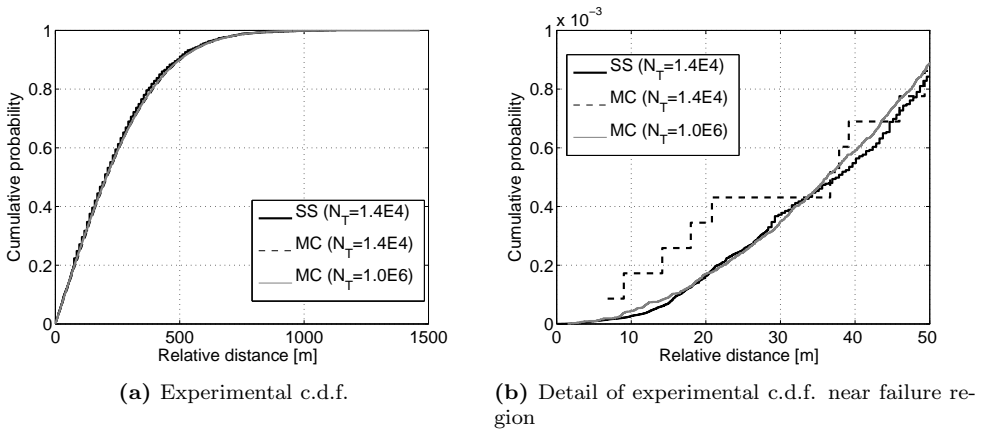 1
0.8
0.6
0.4
0.2
0
Cumulative probability
SS (N_T=1.4E4)
MC (N_T=1.4E4)
MC (N_T=1.0E6)
0 500 1000 1500
Relative distance [m]
(a) Experimental c.d.f.
x 10^−3
1
0.8
0.6
0.4
0.2
0
Cumulative probability
SS (N_T=1.4E4)
MC (N_T=1.4E4)
MC (N_T=1.0E6)
0 10 20 30 40 50
Relative distance [m]
(b) Detail of experimental c.d.f. near failure re-
gion